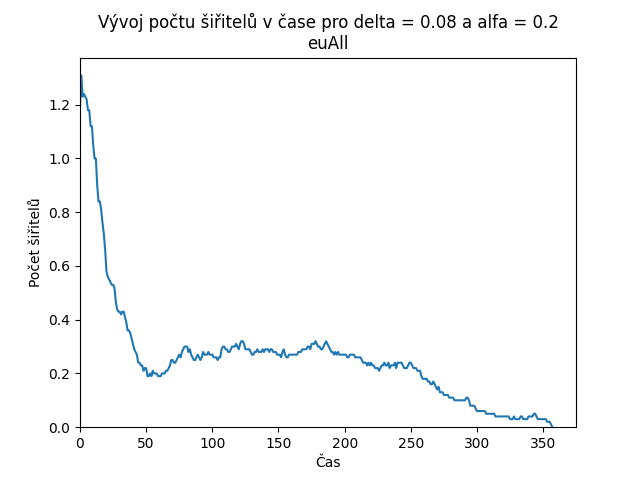 Vývoj počtu šiřitelů v čase pro delta = 0.08 a alfa = 0.2
euAll
Počet šiřitelů
1.2
1.0
0.8
0.6
0.4
0.2
0.0
0 50 100 150 200 250 300 350
Čas